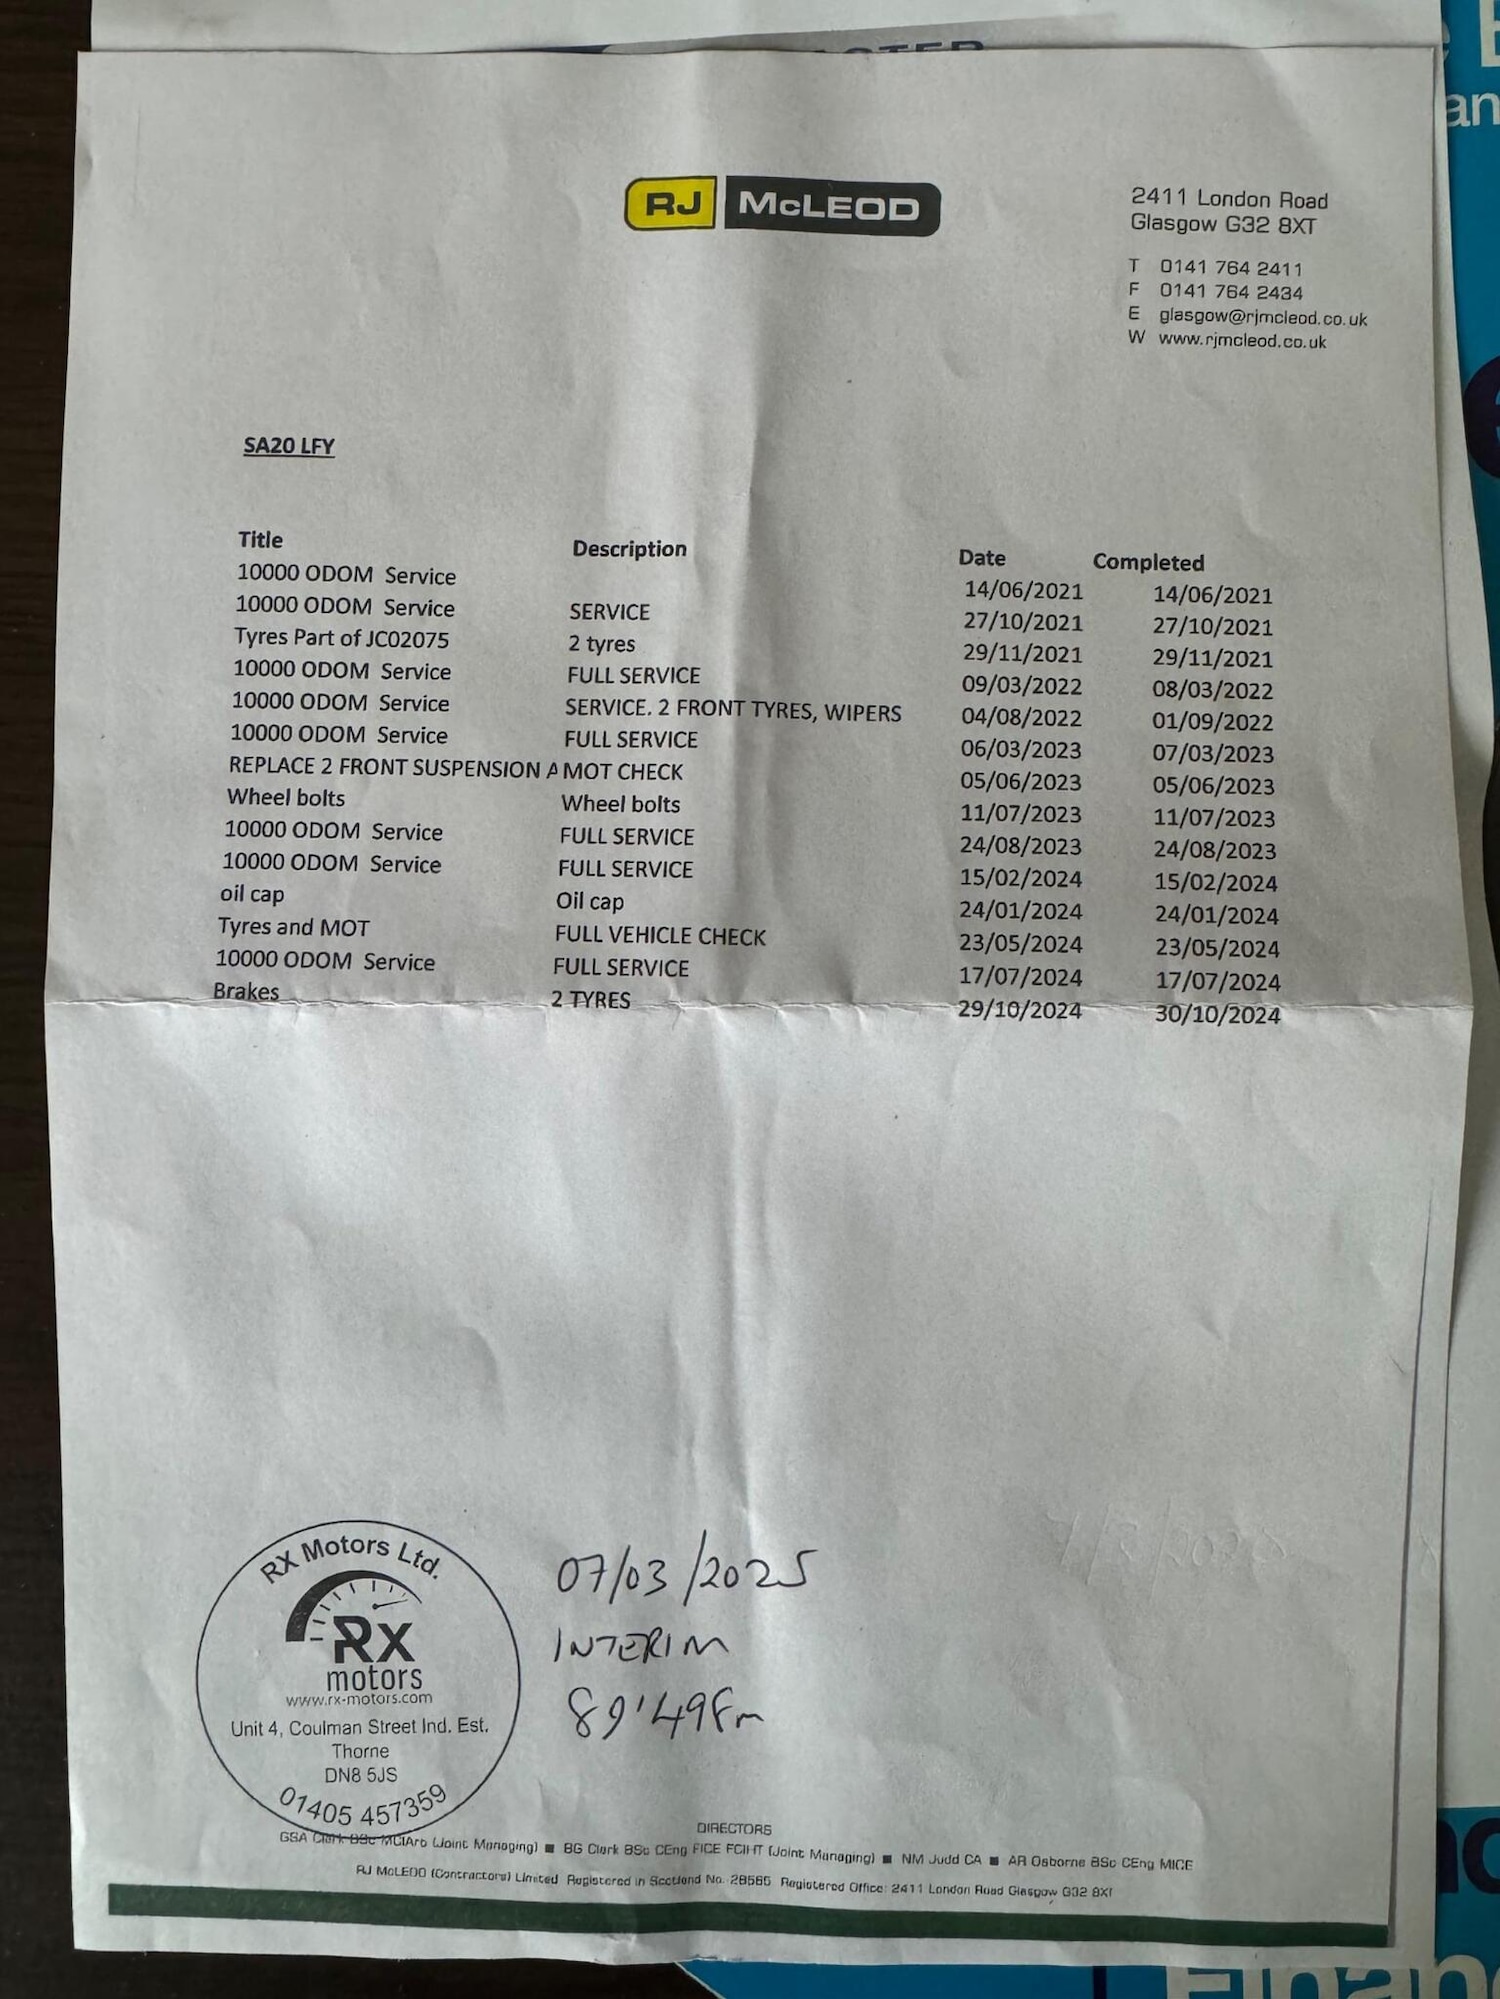 RJ McLEOD
2411 London Road
Glasgow G32 8XT
T 0141 764 2411
F 0141 764 2434
E glasgow@rjmcleod.co.uk
W www.rjmcleod.co.uk
SA20 LFY
Title Description Date Completed
10000 ODOM Service 14/06/2021 14/06/2021
10000 ODOM Service SERVICE 27/10/2021 27/10/2021
Tyres Part of JC02075 2 tyres 29/11/2021 29/11/2021
10000 ODOM Service FULL SERVICE 09/03/2022 08/03/2022
10000 ODOM Service SERVICE. 2 FRONT TYRES, WIPERS 04/08/2022 01/09/2022
10000 ODOM Service FULL SERVICE 06/03/2023 07/03/2023
REPLACE 2 FRONT SUSPENSION A MOT CHECK 05/06/2023 05/06/2023
Wheel bolts Wheel bolts 11/07/2023 11/07/2023
10000 ODOM Service FULL SERVICE 24/08/2023 24/08/2023
10000 ODOM Service FULL SERVICE 15/02/2024 15/02/2024
oil cap Oil cap 24/01/2024 24/01/2024
Tyres and MOT FULL VEHICLE CHECK 23/05/2024 23/05/2024
10000 ODOM Service FULL SERVICE 17/07/2024 17/07/2024
Brakes 2 TYRES 29/10/2024 30/10/2024
RX Motors Ltd.
RX
motors
www.rx-motors.com
Unit 4, Coulman Street Ind. Est.
Thorne
DN8 5JS
01405 457359
07/03/2025
INTERIM
89'498m
DIRECTORS
GSA Clark BSc MCIArb (Joint Managing) ■ BG Clark BSc CEng FICE FCIHT (Joint Managing) ■ NM Judd CA ■ AR Osborne BSc CEng MICE
RJ McLEOD (Contractors) Limited Registered in Scotland No. 28565 Registered Office: 2411 London Road Glasgow G32 8XT